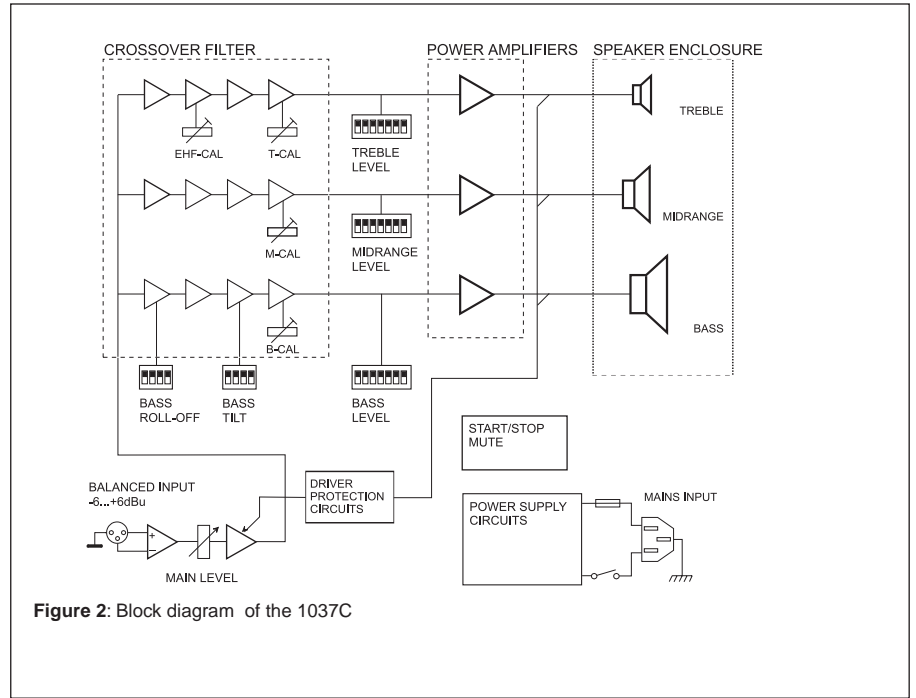 CROSSOVER FILTER
POWER AMPLIFIERS
SPEAKER ENCLOSURE
EHF-CAL
T-CAL
TREBLE
LEVEL
TREBLE
M-CAL
MIDRANGE
LEVEL
MIDRANGE
B-CAL
BASS
BASS
ROLL-OFF
BASS
TILT
BASS
LEVEL
START/STOP
MUTE
BALANCED INPUT
-6...+6dBu
+
−
MAIN LEVEL
DRIVER
PROTECTION
CIRCUITS
POWER SUPPLY
CIRCUITS
MAINS INPUT
Figure 2: Block diagram of the 1037C